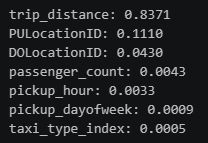 trip_distance: 0.8371
PULocationID: 0.1110
DOLocationID: 0.0430
passenger_count: 0.0043
pickup_hour: 0.0033
pickup_dayofweek: 0.0009
taxi_type_index: 0.0005